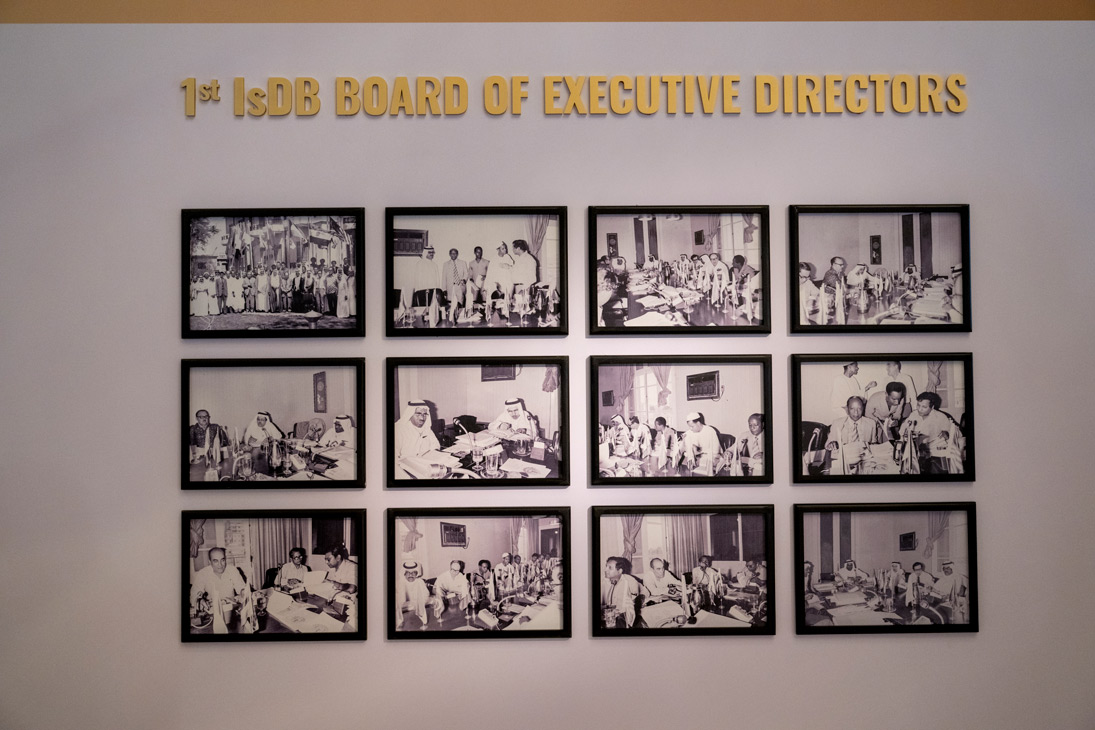 1st IsDB BOARD OF EXECUTIVE DIRECTORS